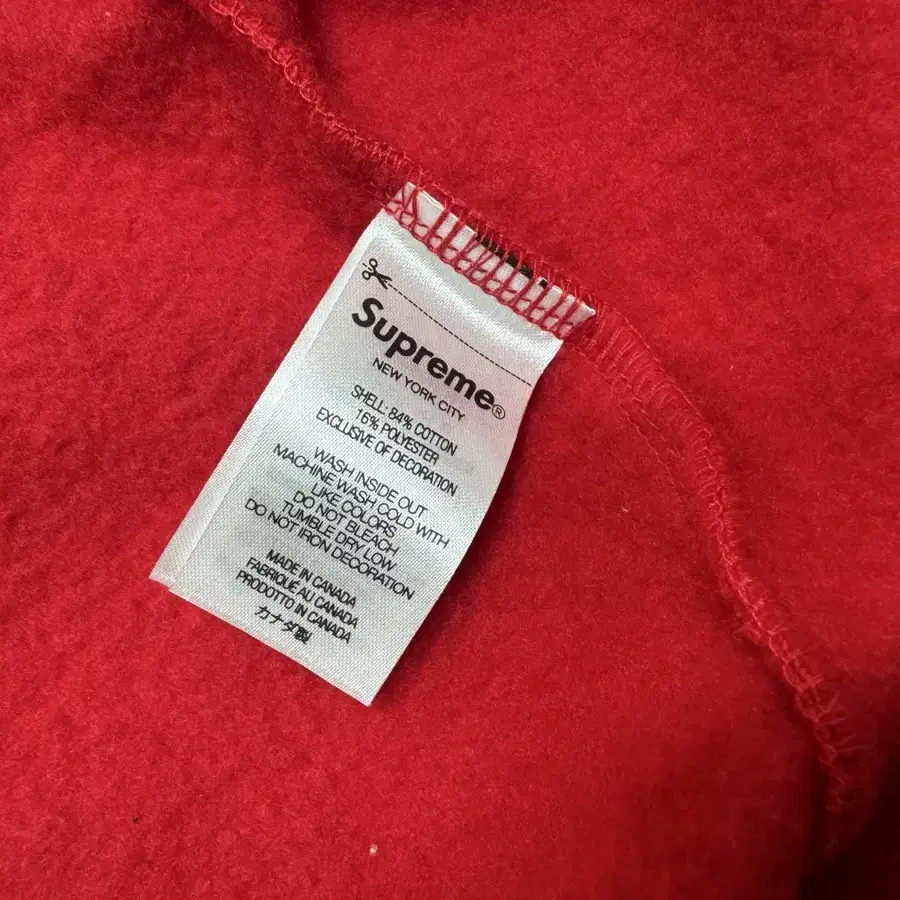 Supreme®
NEW YORK CITY
SHELL: 84% COTTON
16% POLYESTER
EXCLUSIVE OF DECORATION
WASH INSIDE OUT
MACHINE WASH COLD WITH
LIKE COLORS
DO NOT BLEACH
TUMBLE DRY LOW
DO NOT IRON DECORATION
MADE IN CANADA
FABRIQUÉ AU CANADA
PRODOTTO IN CANADA
カナダ製